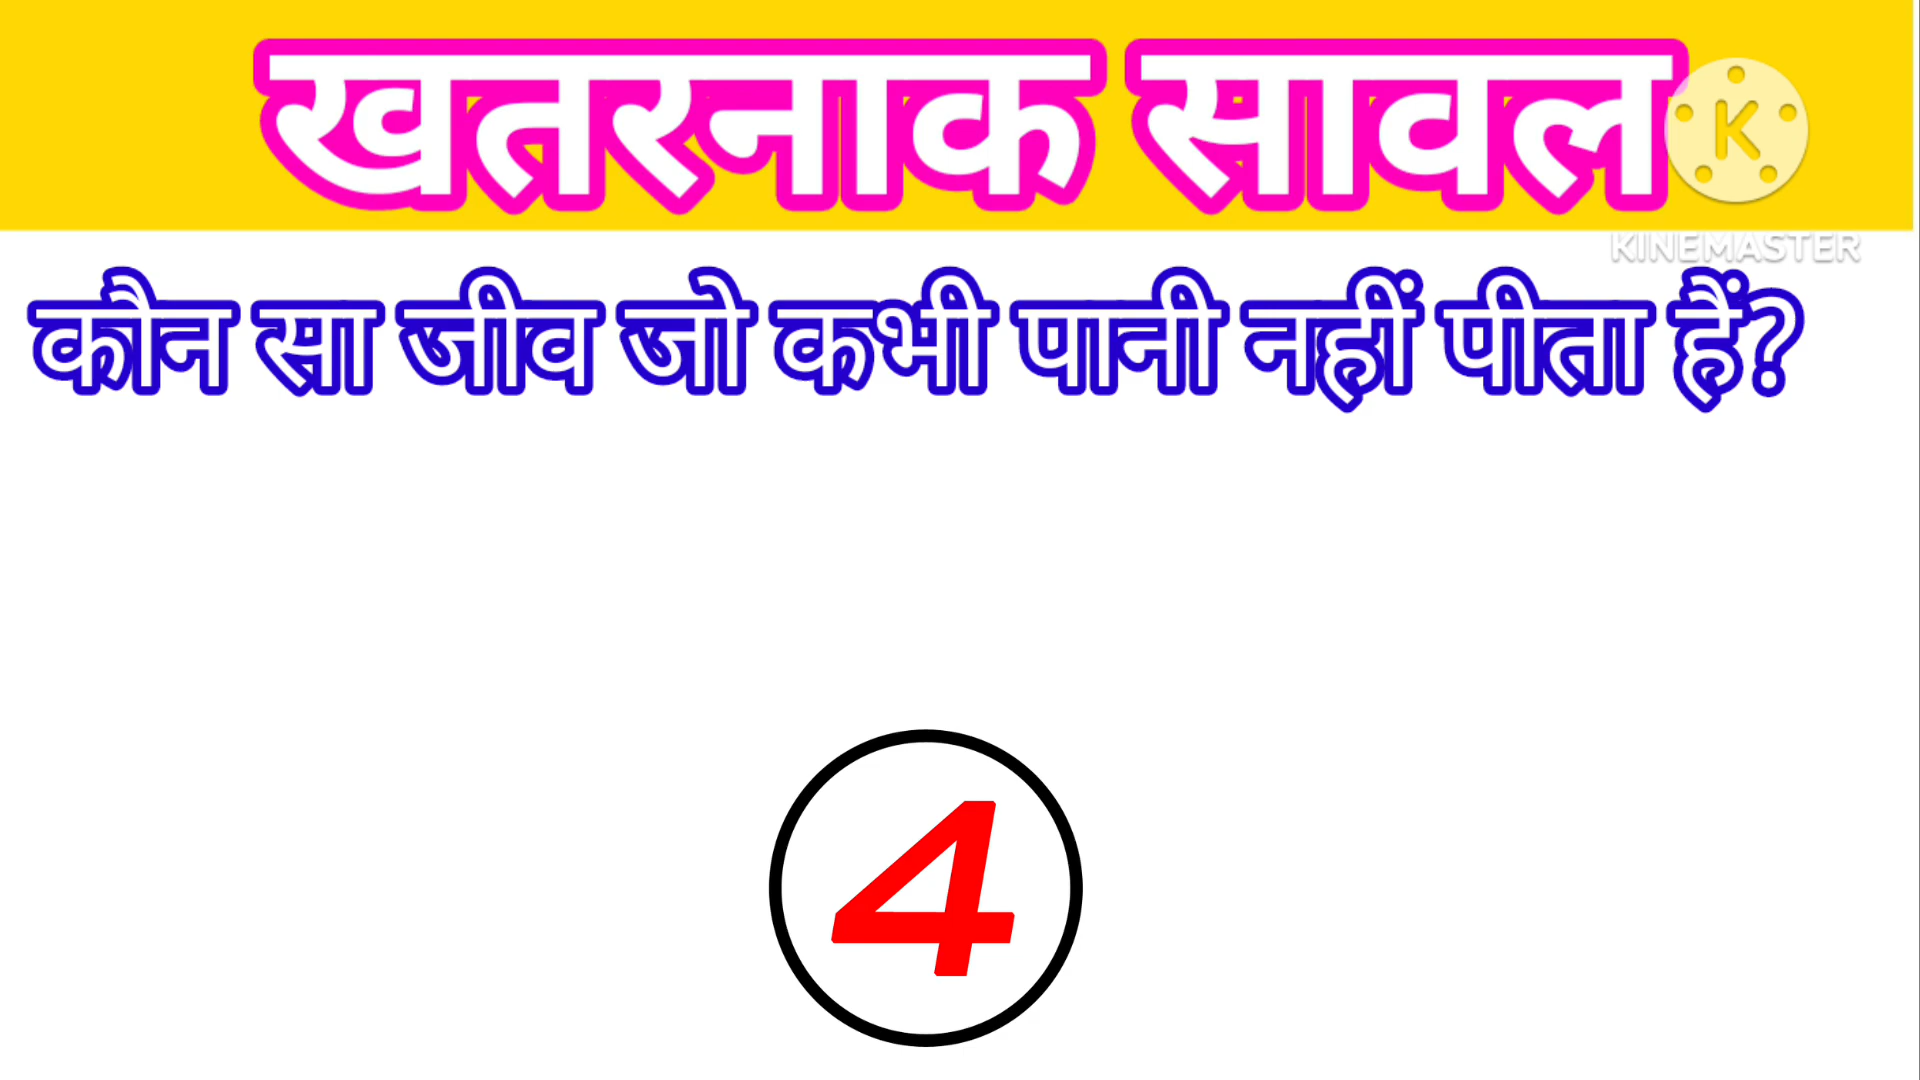 खतरनाक सावल
K
KINEMASTER
कौन सा जीव जो कभी पानी नहीं पीता हैं?
4